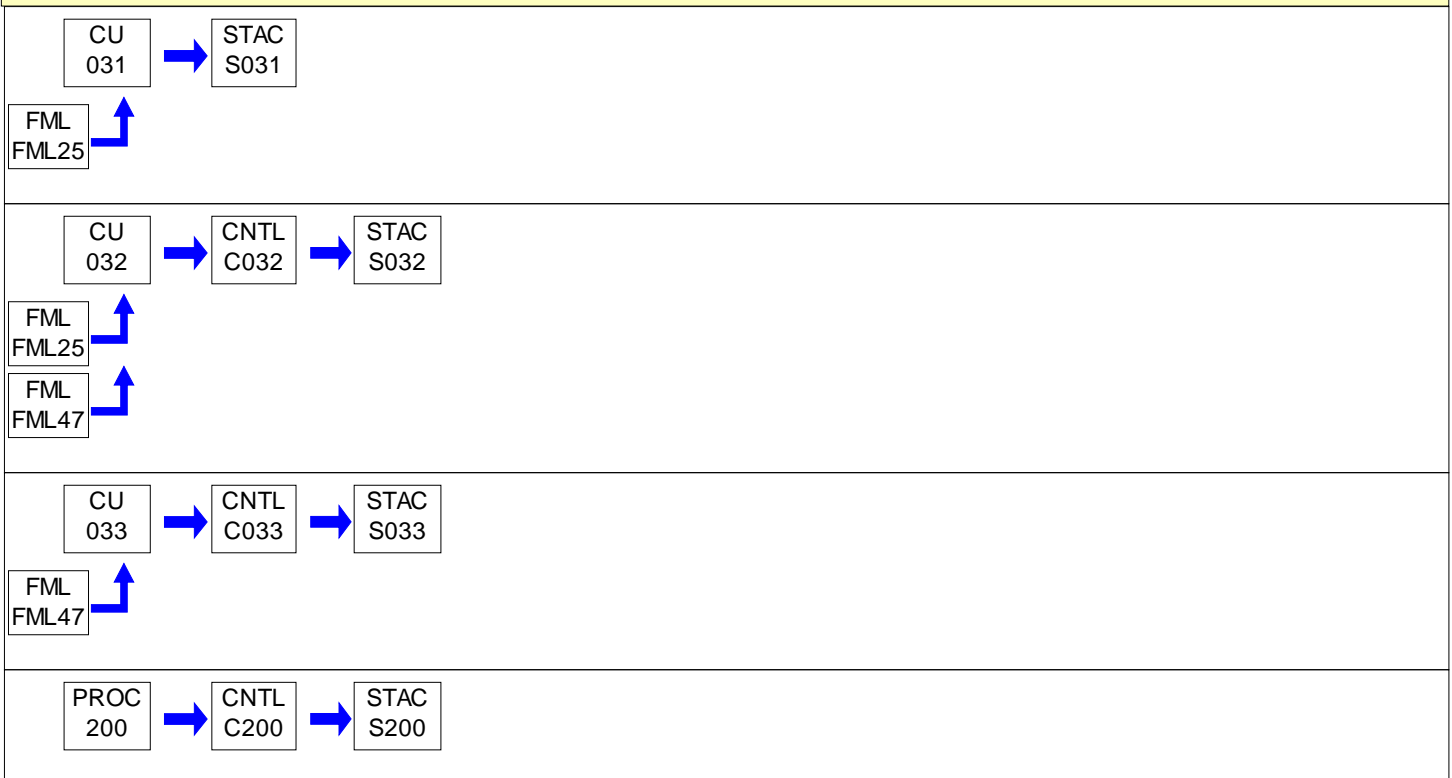 CU
031
STAC
S031
FML
FML25
CU
032
CNTL
C032
STAC
S032
FML
FML25
FML
FML47
CU
033
CNTL
C033
STAC
S033
FML
FML47
PROC
200
CNTL
C200
STAC
S200